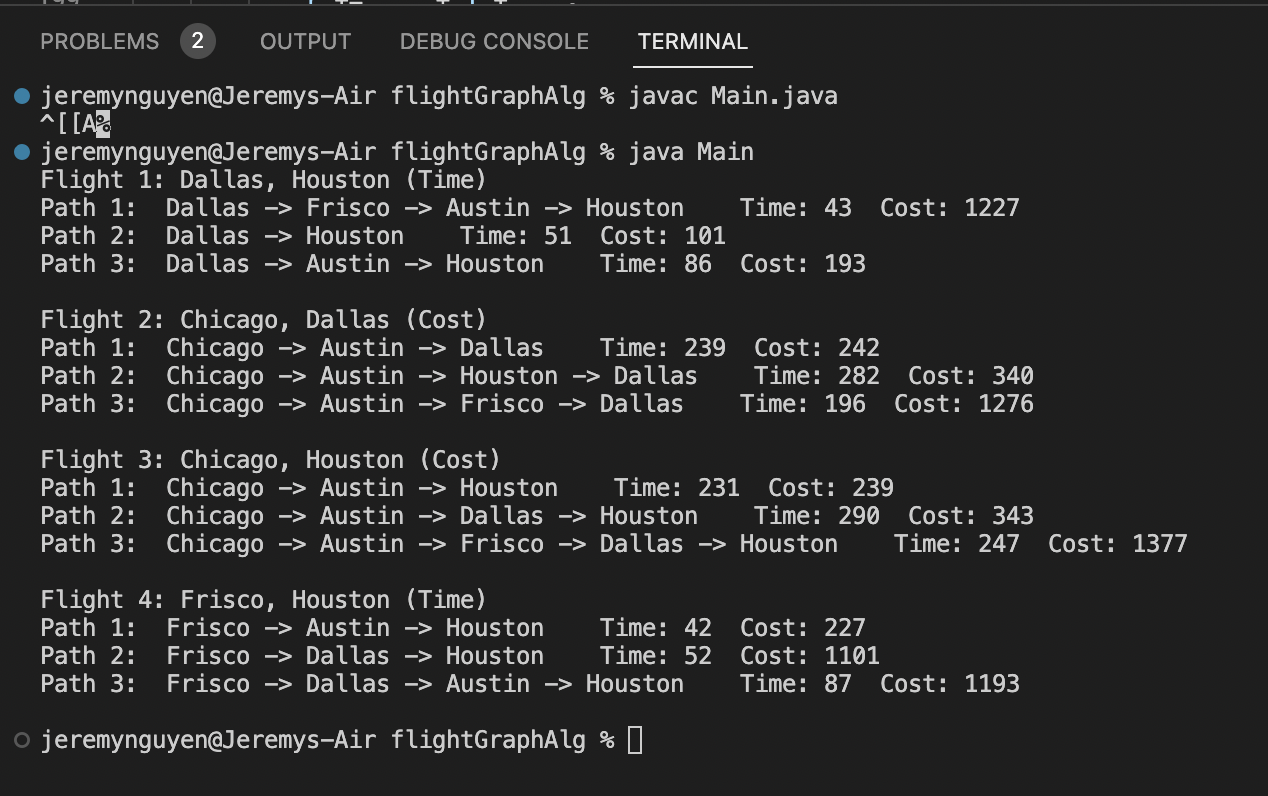 PROBLEMS 2 OUTPUT DEBUG CONSOLE TERMINAL
jeremynguyen@Jeremys-Air flightGraphAlg % javac Main.java
^[[A%
jeremynguyen@Jeremys-Air flightGraphAlg % java Main
Flight 1: Dallas, Houston (Time)
Path 1:  Dallas -> Frisco -> Austin -> Houston    Time: 43  Cost: 1227
Path 2:  Dallas -> Houston    Time: 51  Cost: 101
Path 3:  Dallas -> Austin -> Houston    Time: 86  Cost: 193
Flight 2: Chicago, Dallas (Cost)
Path 1:  Chicago -> Austin -> Dallas    Time: 239  Cost: 242
Path 2:  Chicago -> Austin -> Houston -> Dallas    Time: 282  Cost: 340
Path 3:  Chicago -> Austin -> Frisco -> Dallas    Time: 196  Cost: 1276
Flight 3: Chicago, Houston (Cost)
Path 1:  Chicago -> Austin -> Houston    Time: 231  Cost: 239
Path 2:  Chicago -> Austin -> Dallas -> Houston    Time: 290  Cost: 343
Path 3:  Chicago -> Austin -> Frisco -> Dallas -> Houston    Time: 247  Cost: 1377
Flight 4: Frisco, Houston (Time)
Path 1:  Frisco -> Austin -> Houston    Time: 42  Cost: 227
Path 2:  Frisco -> Dallas -> Houston    Time: 52  Cost: 1101
Path 3:  Frisco -> Dallas -> Austin -> Houston    Time: 87  Cost: 1193
jeremynguyen@Jeremys-Air flightGraphAlg %